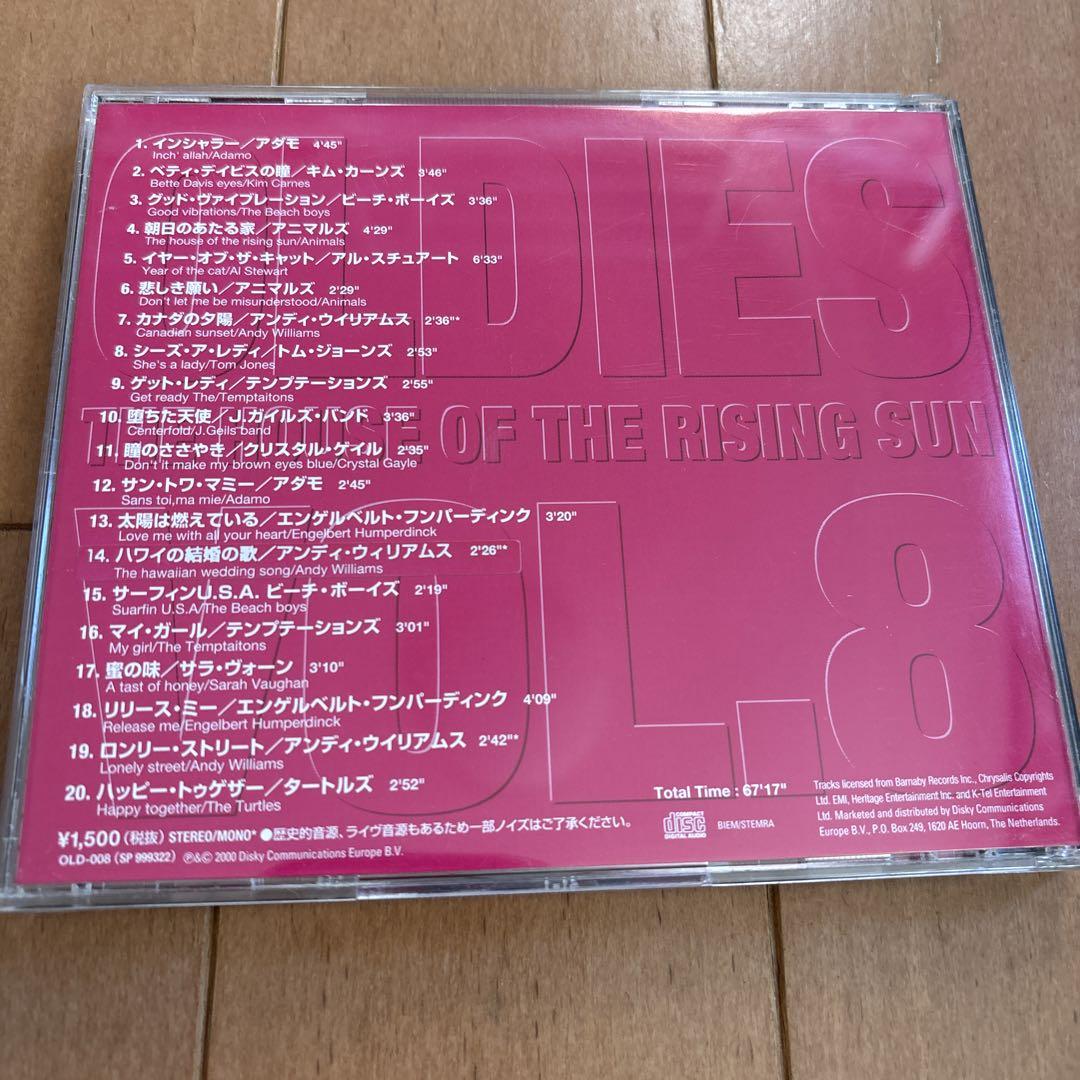 OLDIES
THE HOUSE OF THE RISING SUN
VOL.8
1. インシャラー／アダモ 4'45"
Inch' allah/Adamo
2. ベティ・デイビスの瞳／キム・カーンズ 3'46"
Bette Davis eyes/Kim Carnes
3. グッド・ヴァイブレーション／ビーチ・ボーイズ 3'36"
Good vibrations/The Beach boys
4. 朝日のあたる家／アニマルズ 4'29"
The house of the rising sun/Animals
5. イヤー・オブ・ザ・キャット／アル・スチュアート 6'33"
Year of the cat/Al Stewart
6. 悲しき願い／アニマルズ 2'29"
Don't let me be misunderstood/Animals
7. カナダの夕陽／アンディ・ウイリアムス 2'36"*
Canadian sunset/Andy Williams
8. シーズ・ア・レディ／トム・ジョーンズ 2'53"
She's a lady/Tom Jones
9. ゲット・レディ／テンプテーションズ 2'55"
Get ready The/Temptaitons
10. 堕ちた天使／J.ガイルズ・バンド 3'36"
Centerfold/J.Geils band
11. 瞳のささやき／クリスタル・ゲイル 2'35"
Don't it make my brown eyes blue/Crystal Gayle
12. サン・トワ・マミー／アダモ 2'45"
Sans toi,ma mie/Adamo
13. 太陽は燃えている／エンゲルベルト・フンパーディンク 3'20"
Love me with all your heart/Engelbert Humperdinck
14. ハワイの結婚の歌／アンディ・ウィリアムス 2'26"*
The hawaiian wedding song/Andy Williams
15. サーフィンU.S.A. ビーチ・ボーイズ 2'19"
Suarfin U.S.A/The Beach boys
16. マイ・ガール／テンプテーションズ 3'01"
My girl/The Temptaitons
17. 蜜の味／サラ・ヴォーン 3'10"
A tast of honey/Sarah Vaughan
18. リリース・ミー／エンゲルベルト・フンパーディンク 4'09"
Release me/Engelbert Humperdinck
19. ロンリー・ストリート／アンディ・ウイリアムス 2'42"*
Lonely street/Andy Williams
20. ハッピー・トゥゲザー／タートルズ 2'52"
Happy together/The Turtles
Total Time : 67'17"
¥1,500 (税抜) STEREO/MONO* ●歴史的音源、ライヴ音源もあるため一部ノイズはご了承ください。
OLD-008 (SP 999322) ℗&© 2000 Disky Communications Europe B.V.
COMPACT
disc
DIGITAL AUDIO
BIEM/STEMRA
Tracks licensed from Barnaby Records Inc., Chrysalis Copyrights
Ltd. EMI, Heritage Entertainment Inc. and K-Tel Entertainment
Ltd. Marketed and distributed by Disky Communications
Europe B.V., P.O. Box 249, 1620 AE Hoorn, The Netherlands.